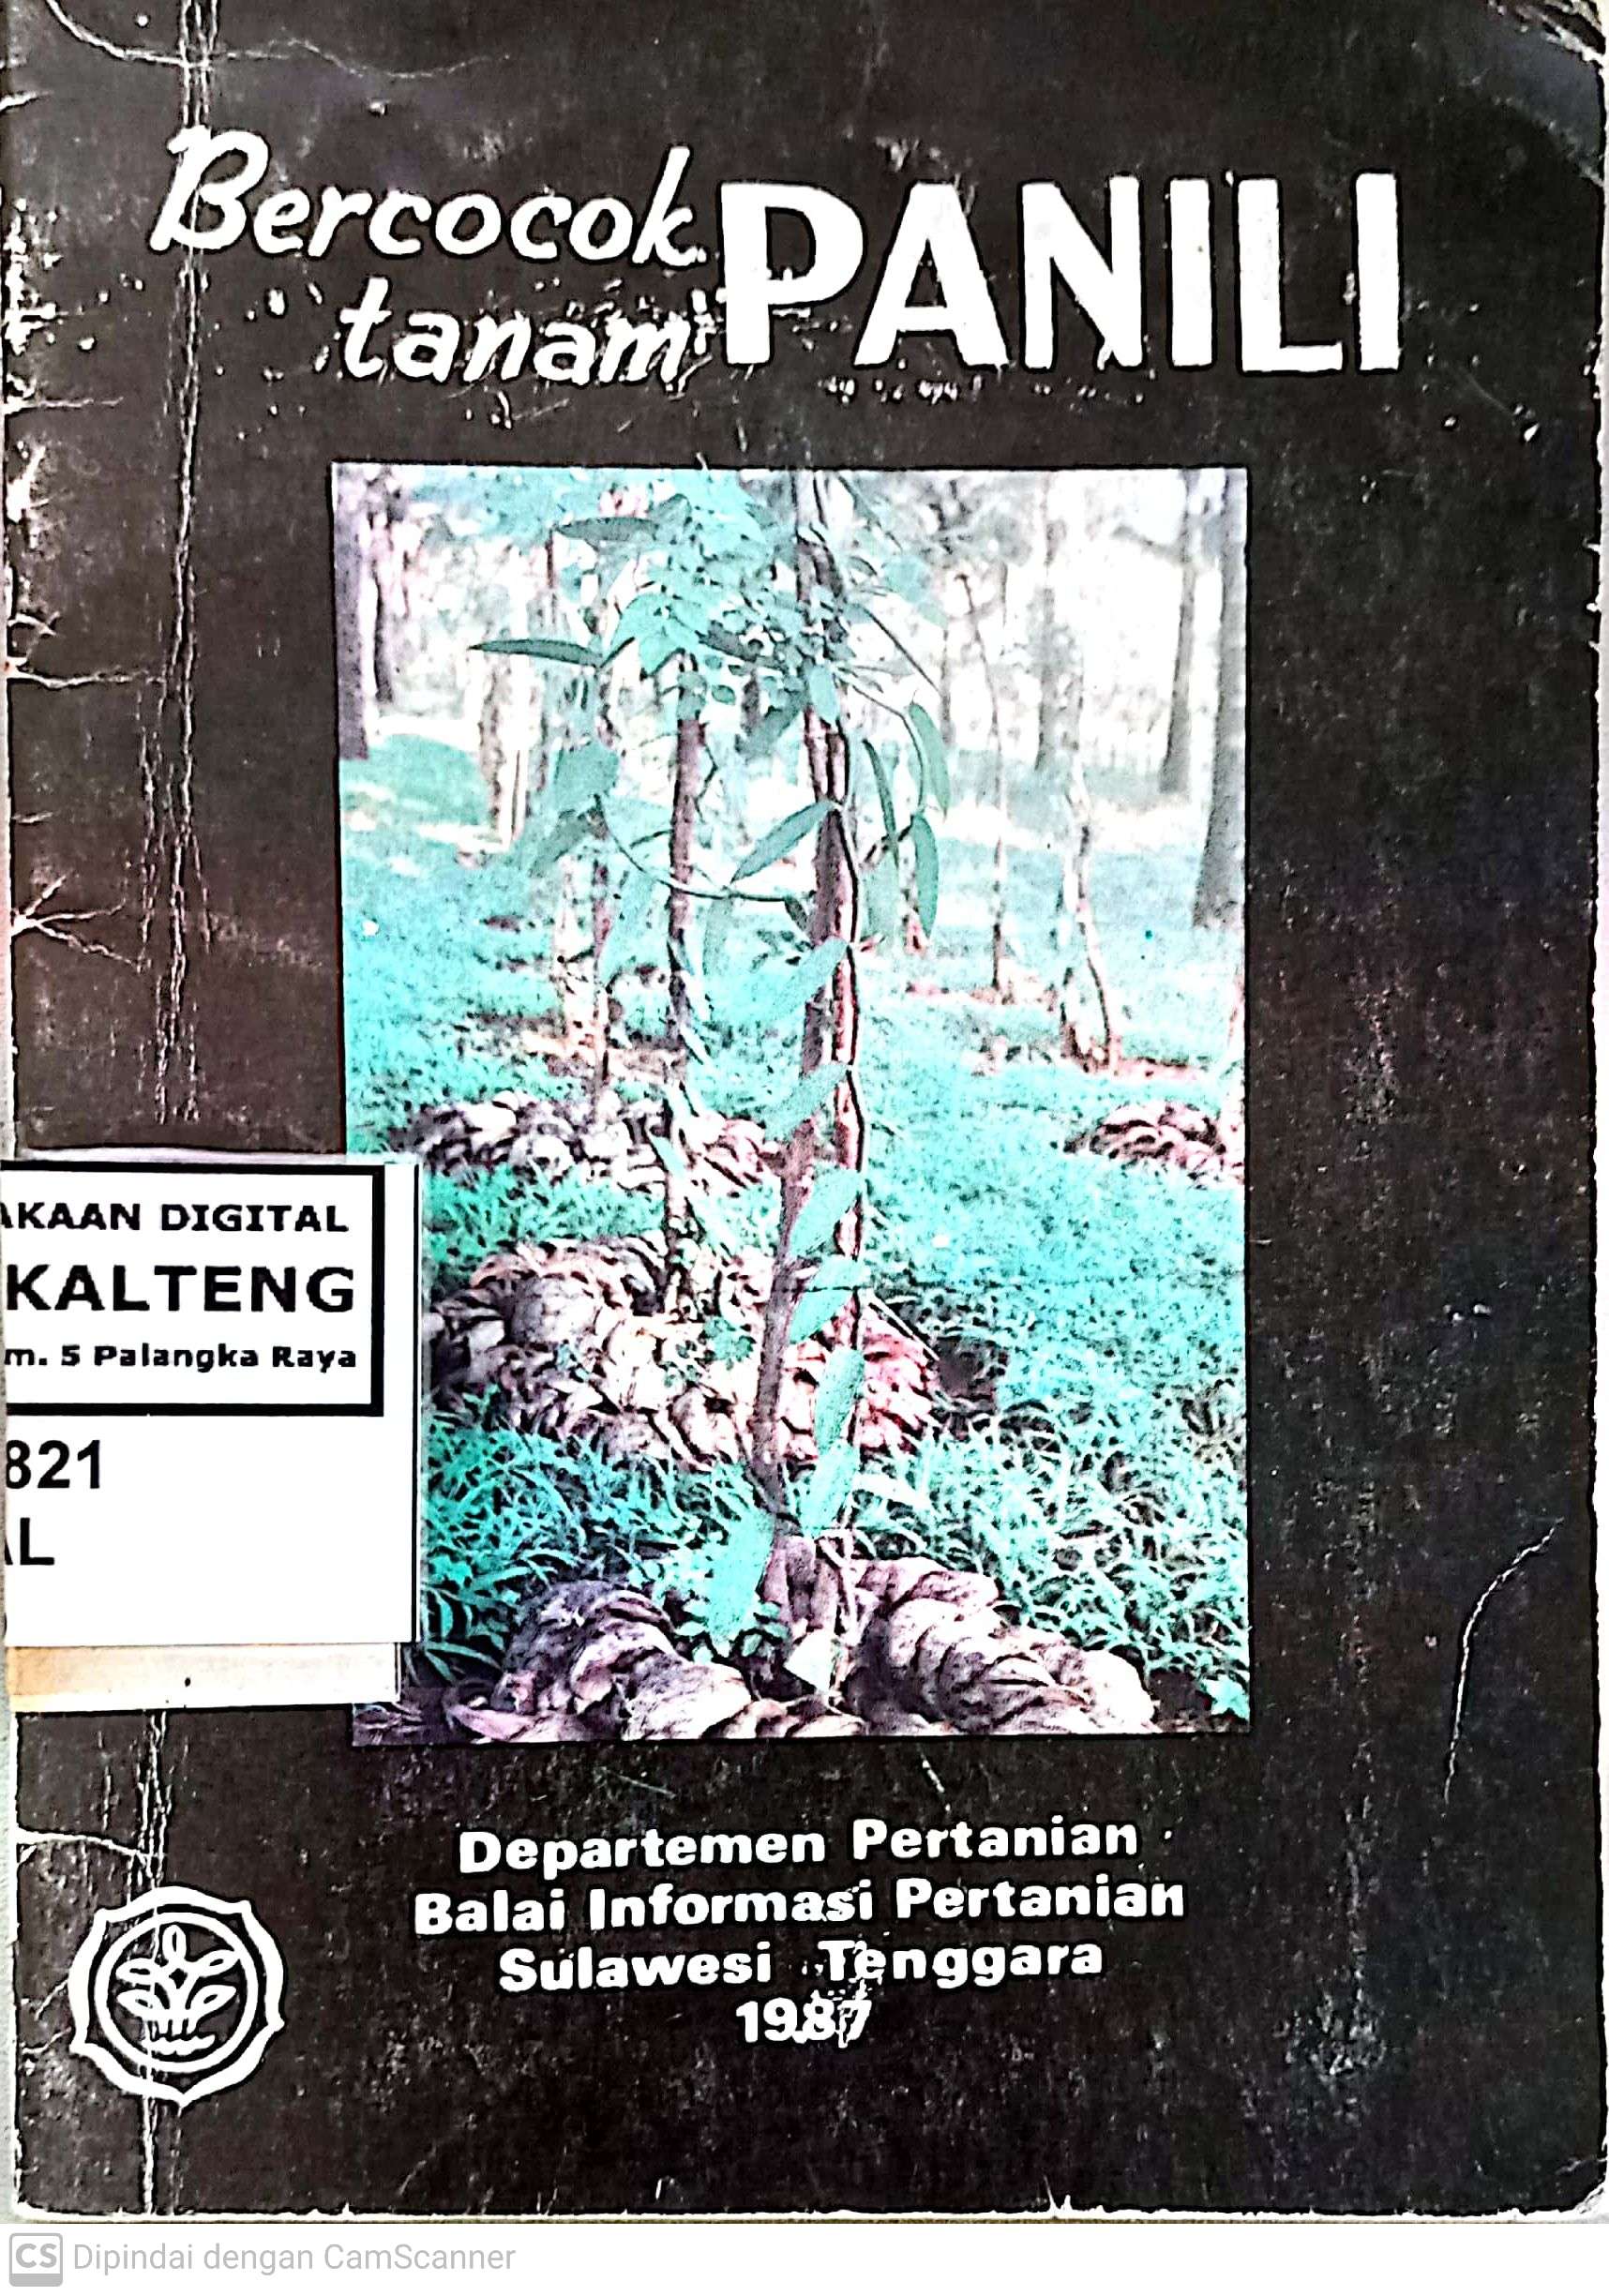 Bercocok
tanam PANILI
AKAAN DIGITAL
KALTENG
m. 5 Palangka Raya
821
AL
Departemen Pertanian
Balai Informasi Pertanian
Sulawesi Tenggara
1987
CS Dipindai dengan CamScanner